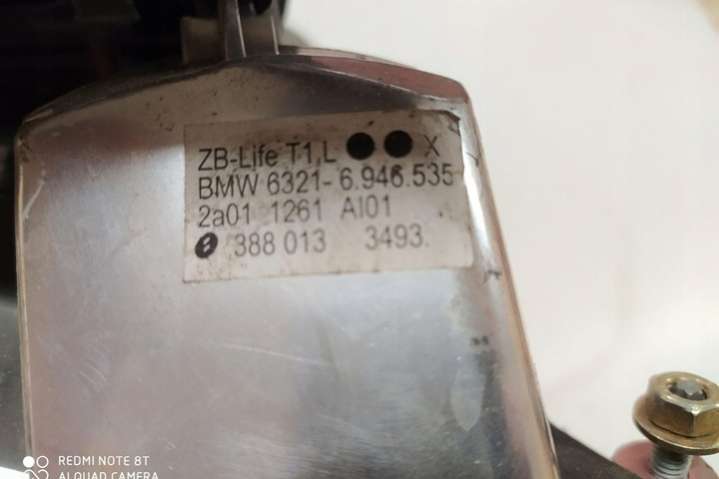 ZB-Life T1,L ●● X
BMW 6321- 6.946.535
2a01 1261 AI01
388 013 3493.
REDMI NOTE 8T
AI QUAD CAMERA